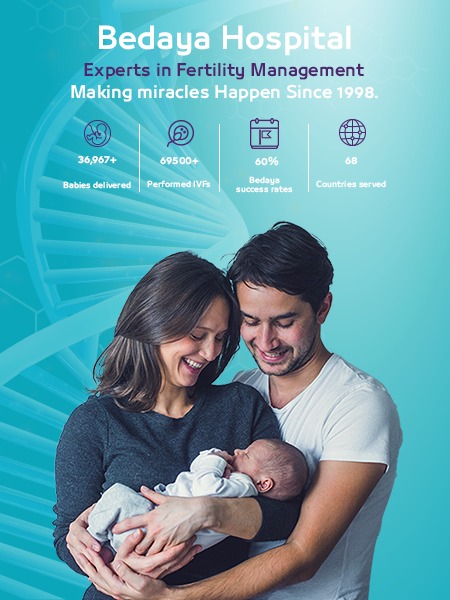 Bedaya Hospital
Experts in Fertility Management
Making miracles Happen Since 1998.
36,967+
Babies delivered
69500+
Performed IVFs
60%
Bedaya
success rates
68
Countries served